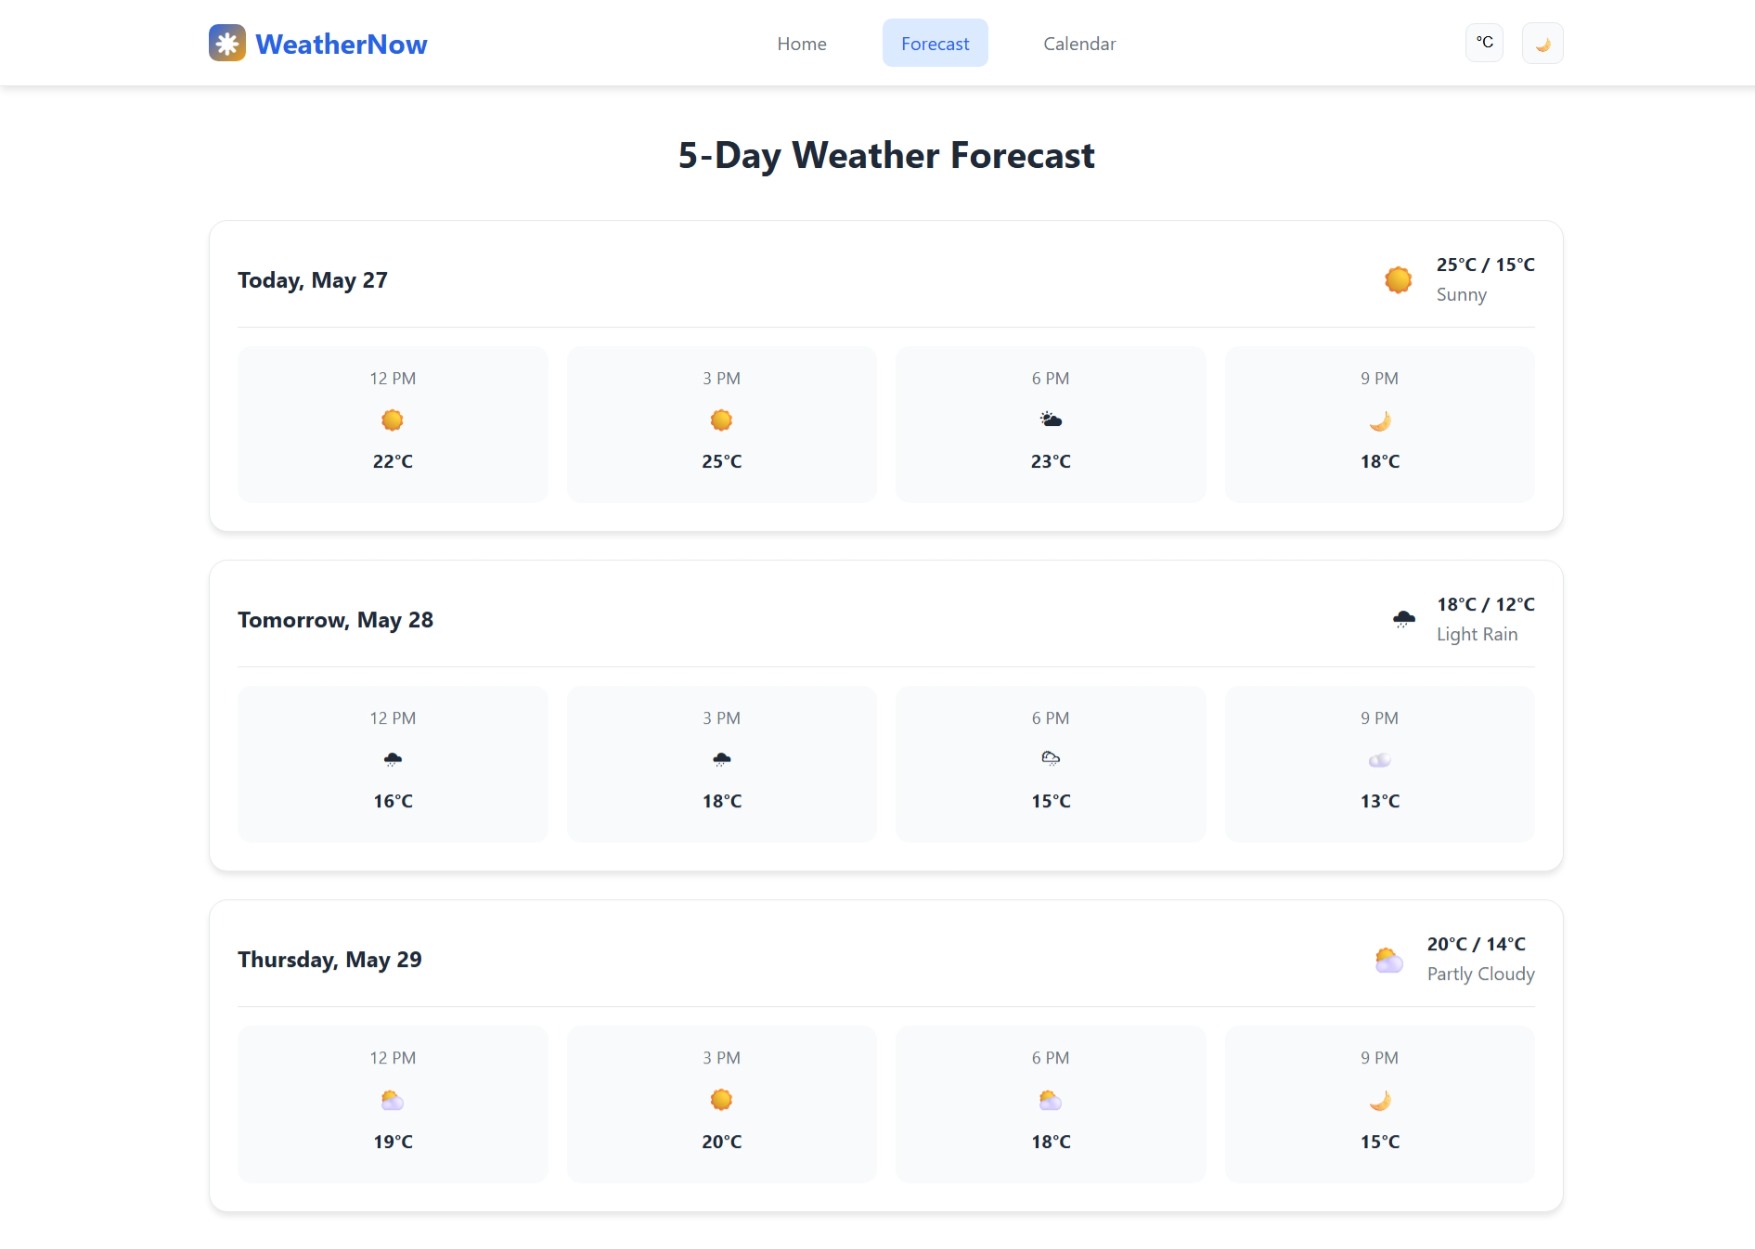 WeatherNow
Home
Forecast
Calendar
°C
5-Day Weather Forecast
Today, May 27
25°C / 15°C
Sunny
12 PM
22°C
3 PM
25°C
6 PM
23°C
9 PM
18°C
Tomorrow, May 28
18°C / 12°C
Light Rain
12 PM
16°C
3 PM
18°C
6 PM
15°C
9 PM
13°C
Thursday, May 29
20°C / 14°C
Partly Cloudy
12 PM
19°C
3 PM
20°C
6 PM
18°C
9 PM
15°C